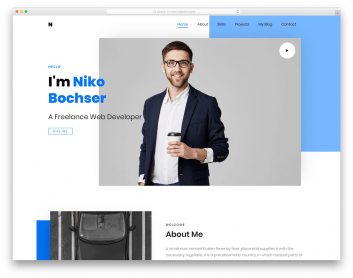 N
Home About Skills Projects My Blog Contact
HELLO
I'm Niko
Bochser
A Freelance Web Developer
HIRE ME
WELCOME
About Me
A small river named Duden flows by their place and supplies it with the
necessary regelialia. It is a paradisematic country, in which roasted parts of